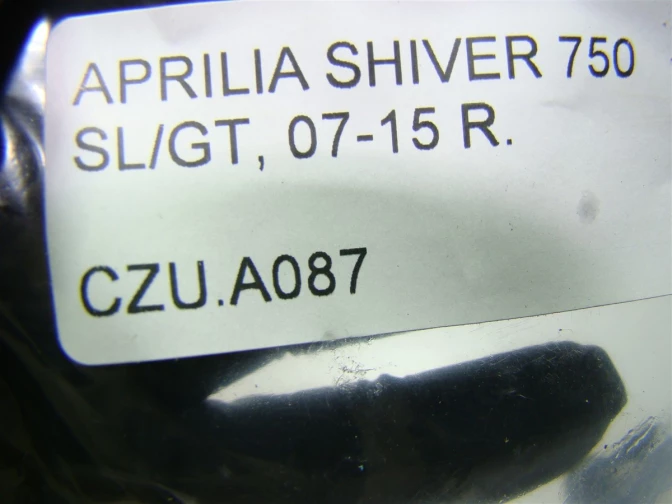 APRILIA SHIVER 750
SL/GT, 07-15 R.
CZU.A087